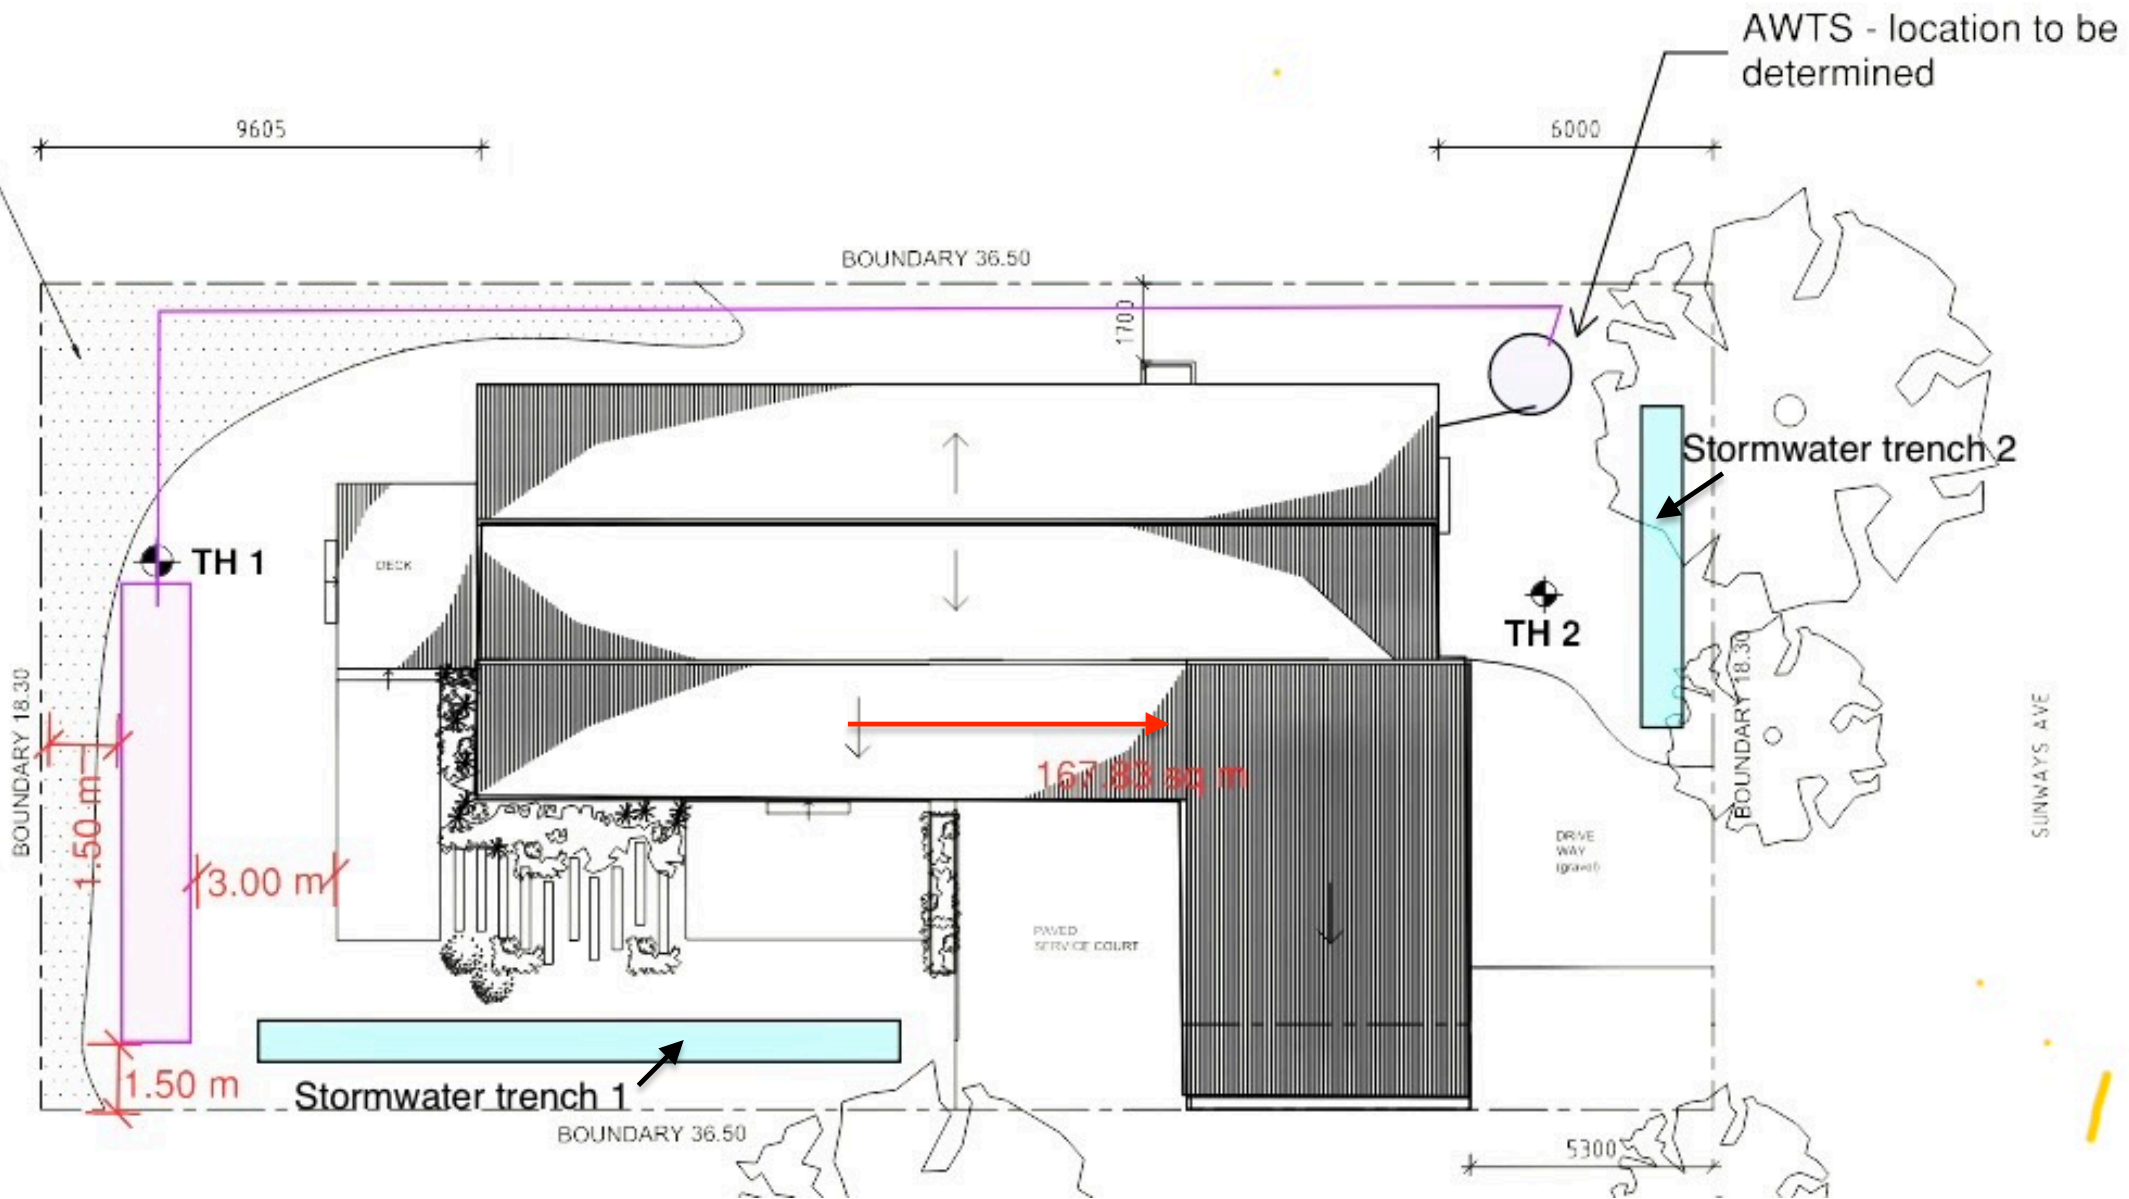 AWTS - location to be
determined
9605
6000
BOUNDARY 36.50
1700
Stormwater trench 2
TH 1
DECK
TH 2
BOUNDARY 18.30
BOUNDARY 18.30
SUNWAYS AVE
167.83 sq m
1.50 m
3.00 m
DRIVE
WAY
(gravel)
PAVED
SERVICE COURT
1.50 m
Stormwater trench 1
BOUNDARY 36.50
5300